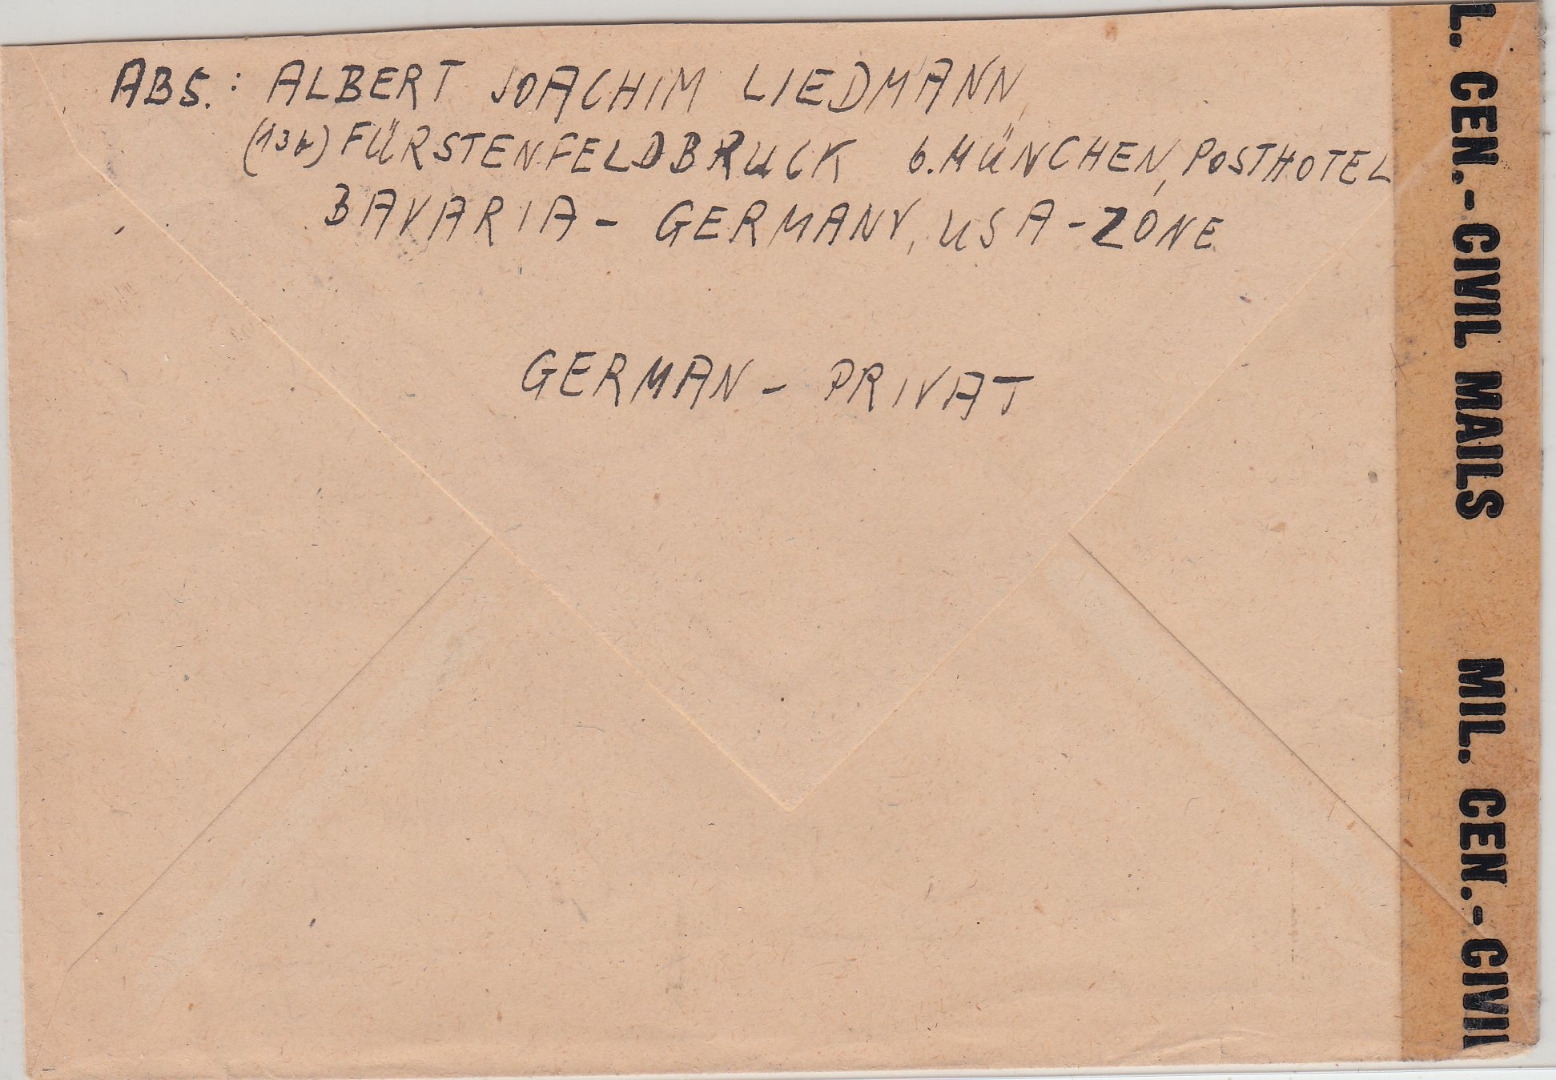 ABS.: ALBERT JOACHIM LIEDMANN
(13b) FÜRSTENFELDBRUCK b. MÜNCHEN, POSTHOTEL
BAVARIA - GERMANY, USA-ZONE
GERMAN - PRIVAT
L. CEN.-CIVIL MAILS MIL. CEN.-CIVIL